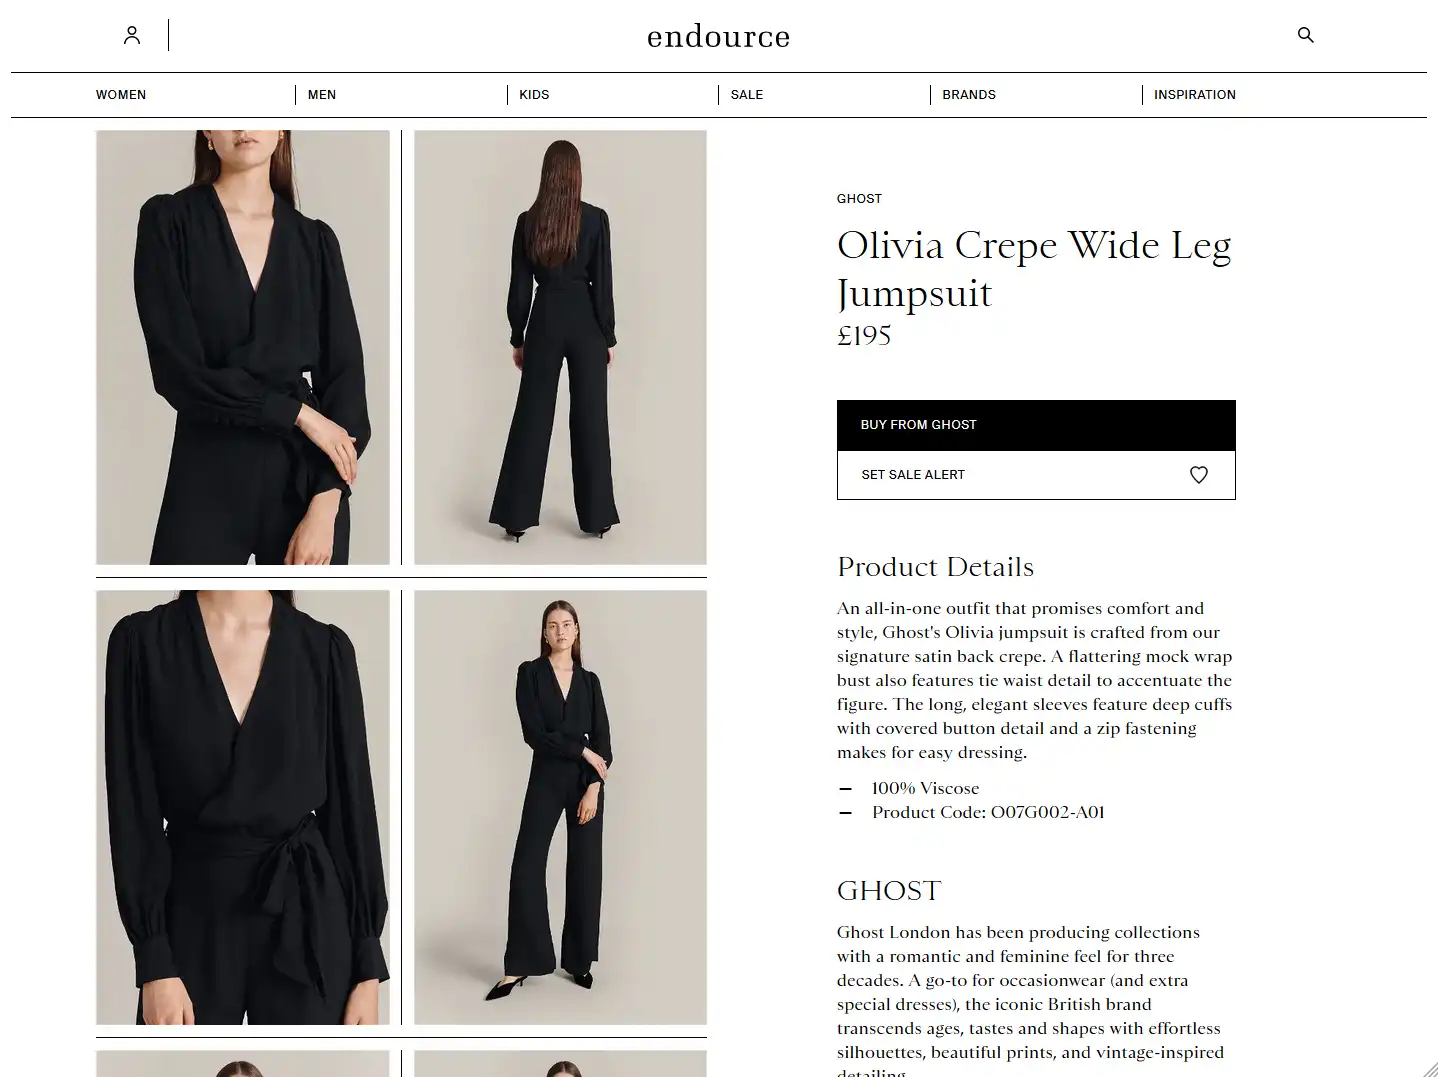 endource
WOMEN
MEN
KIDS
SALE
BRANDS
INSPIRATION
GHOST
Olivia Crepe Wide Leg
Jumpsuit
£195
BUY FROM GHOST
SET SALE ALERT
Product Details
An all-in-one outfit that promises comfort and
style, Ghost's Olivia jumpsuit is crafted from our
signature satin back crepe. A flattering mock wrap
bust also features tie waist detail to accentuate the
figure. The long, elegant sleeves feature deep cuffs
with covered button detail and a zip fastening
makes for easy dressing.
— 100% Viscose
— Product Code: O07G002-A01
GHOST
Ghost London has been producing collections
with a romantic and feminine feel for three
decades. A go-to for occasionwear (and extra
special dresses), the iconic British brand
transcends ages, tastes and shapes with effortless
silhouettes, beautiful prints, and vintage-inspired
detailing.